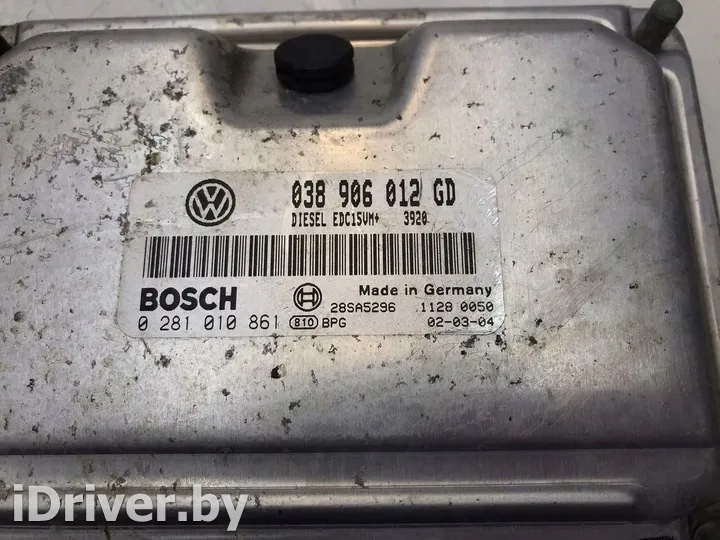 VW 038 906 012 GD
DIESEL EDC15VM+ 3920
BOSCH Made in Germany
28SA5296 1128 0050
0 281 010 861 810 BPG 02-03-04
iDriver.by